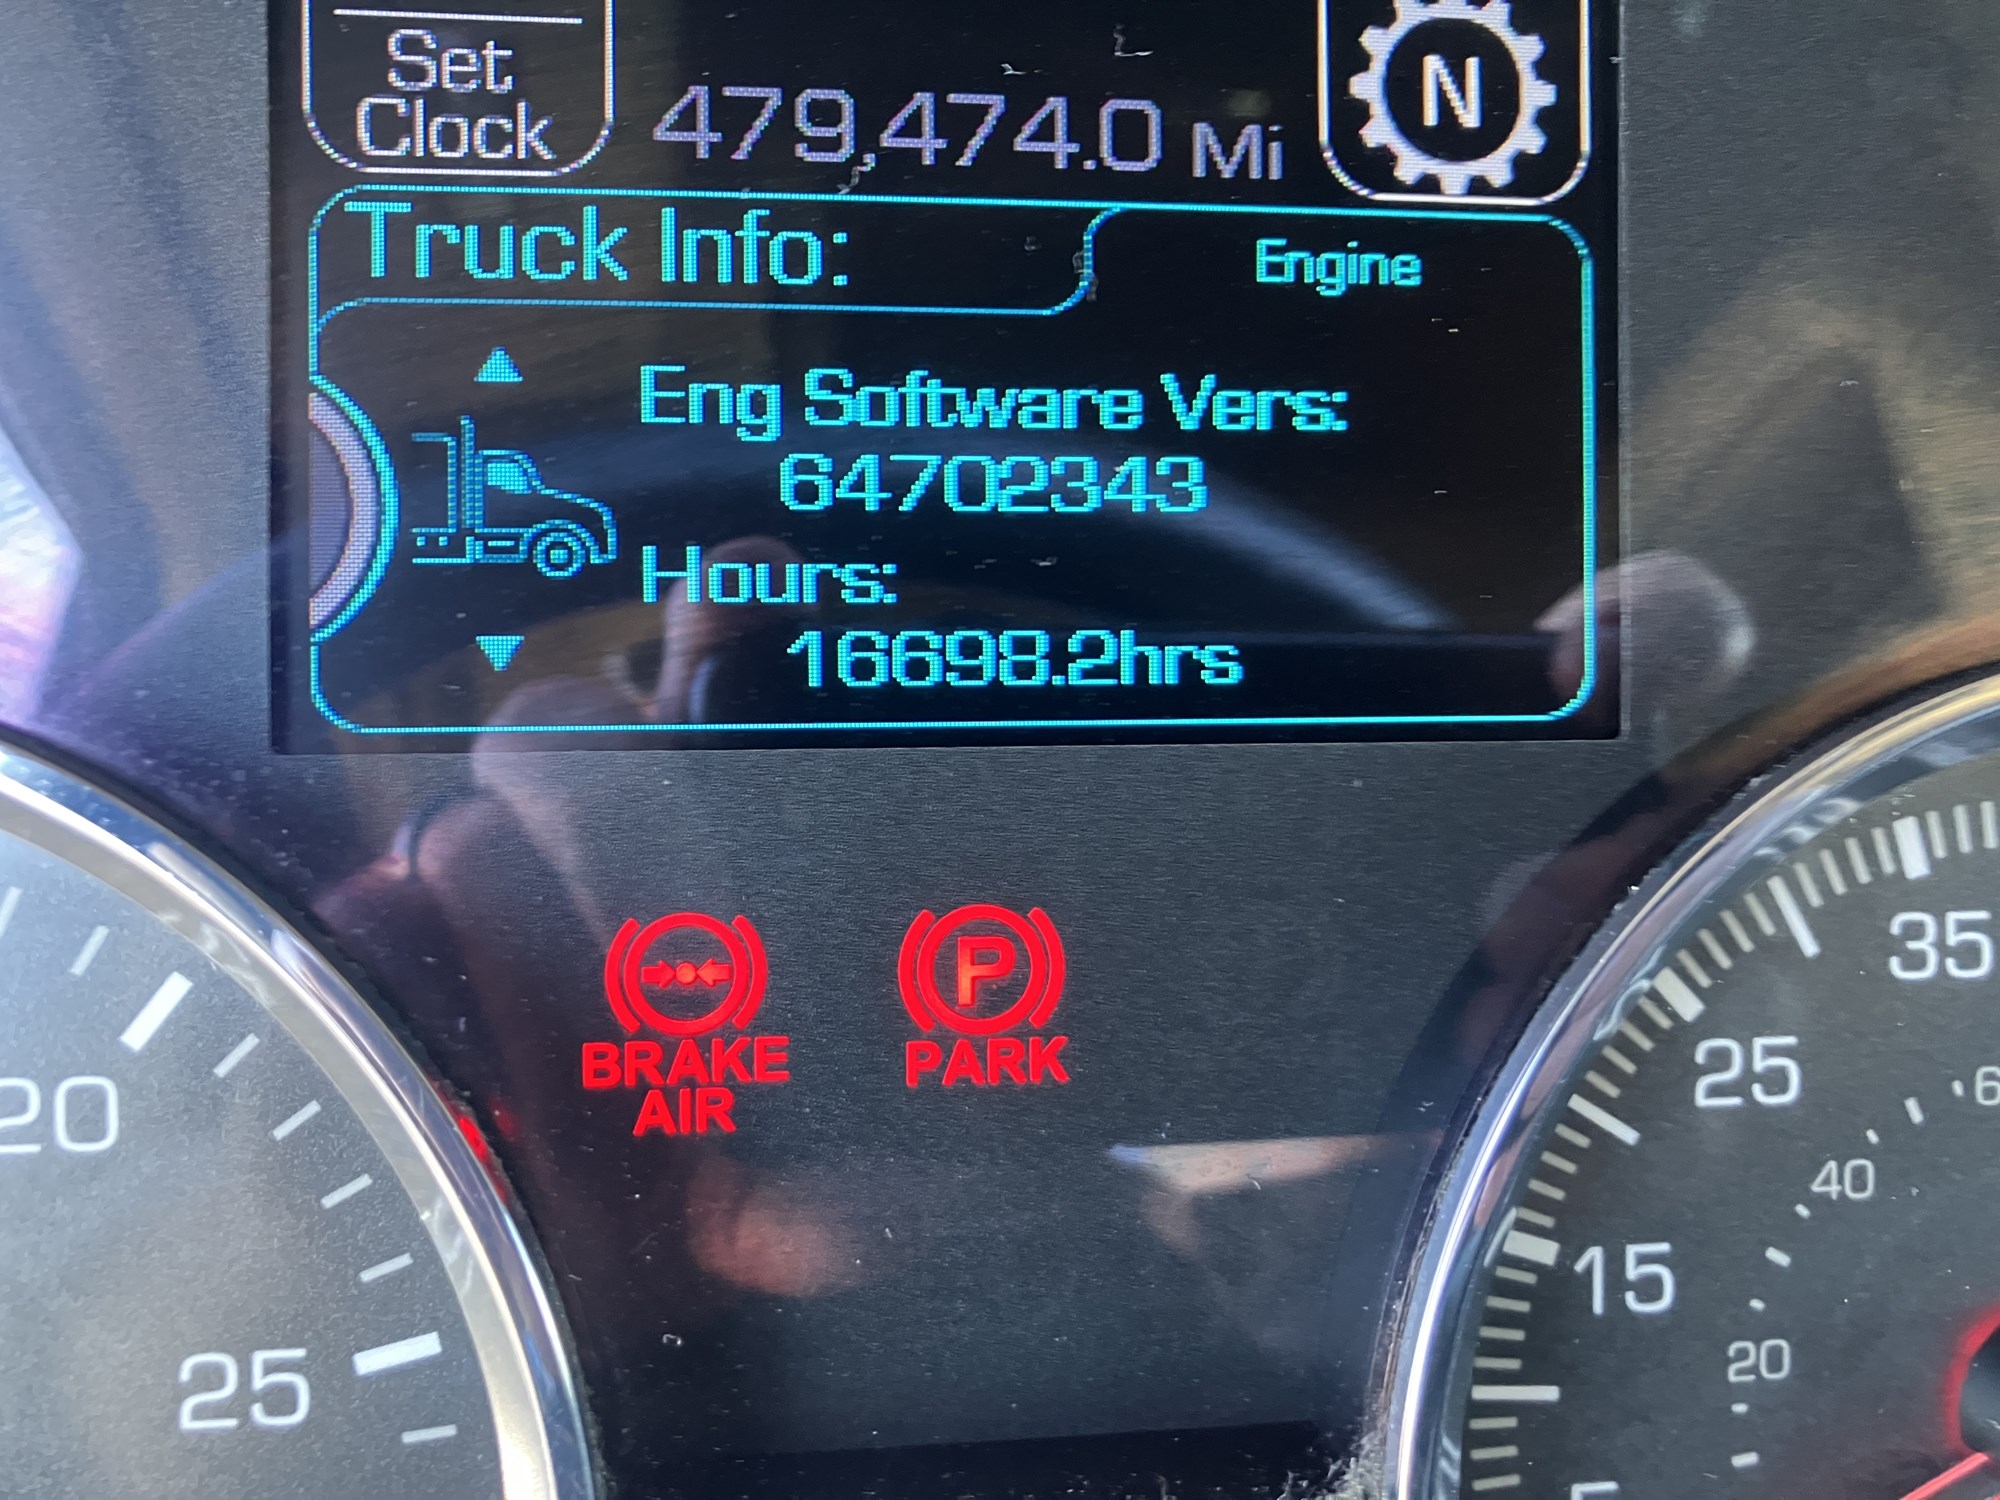 Set
Clock
479,474.0 Mi
N
Truck Info:
Engine
Eng Software Vers:
64702343
Hours:
16698.2hrs
P
BRAKE
AIR
PARK
20
25
35
25
15
40
20